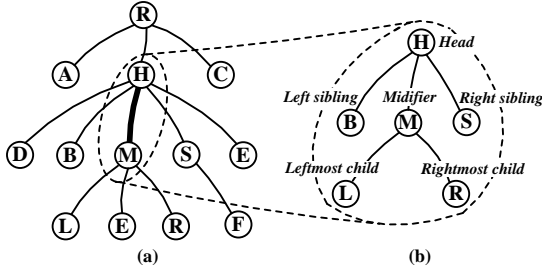 R
A
H
C
D
B
M
S
E
L
E
R
F
(a)
H Head
Left sibling Midifier Right sibling
B
M
S
Leftmost child Rightmost child
L
R
(b)